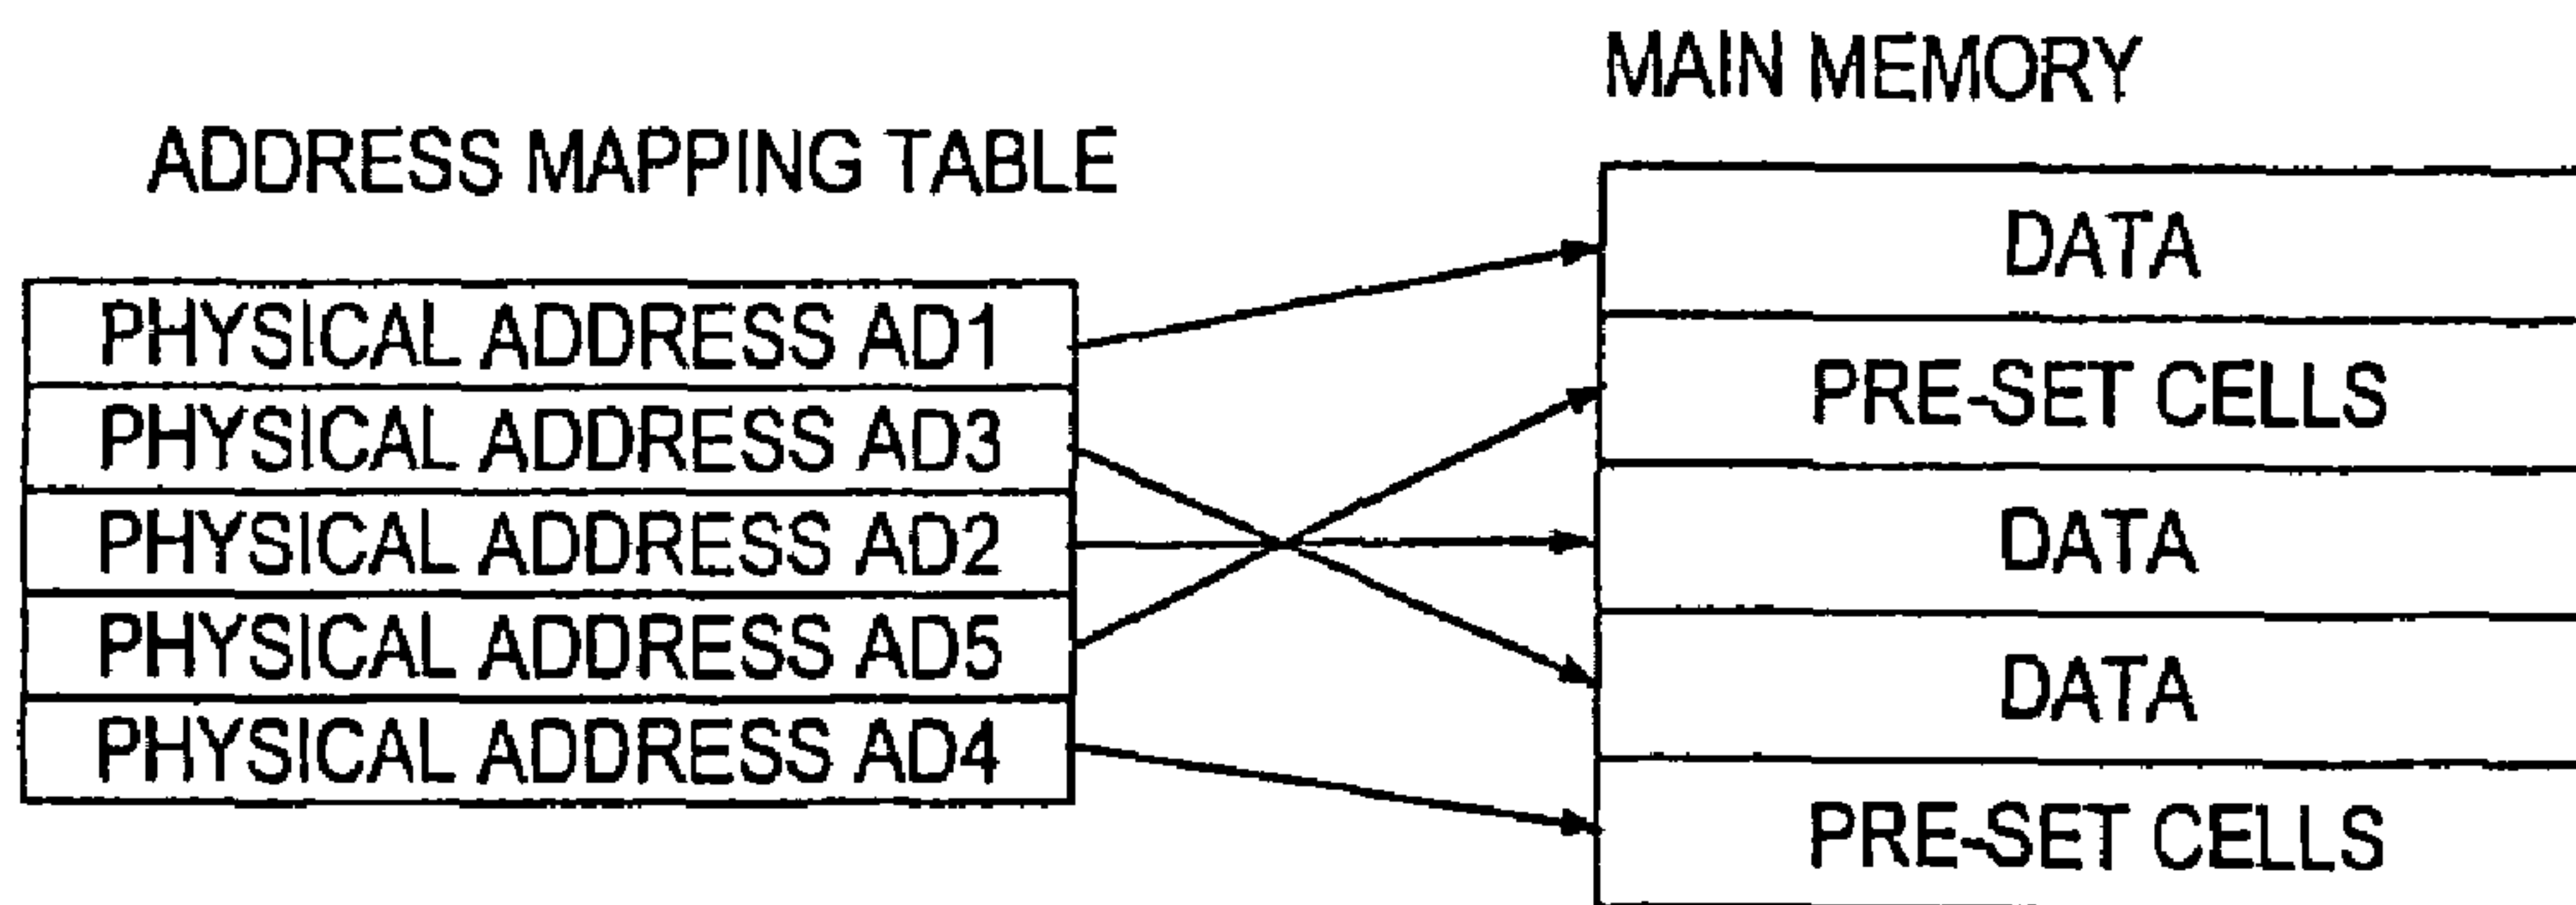 MAIN MEMORY
ADDRESS MAPPING TABLE
PHYSICAL ADDRESS AD1
PHYSICAL ADDRESS AD3
PHYSICAL ADDRESS AD2
PHYSICAL ADDRESS AD5
PHYSICAL ADDRESS AD4
DATA
PRE-SET CELLS
DATA
DATA
PRE-SET CELLS